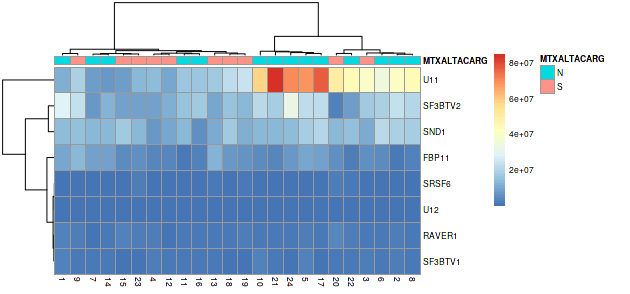 MTXALTACARG
U11
SF3BTV2
SND1
FBP11
SRSF6
U12
RAVER1
SF3BTV1
1 9 7 14 15 23 4 12 11 16 13 18 19 10 21 24 5 17 20 22 3 6 2 8
8e+07
6e+07
4e+07
2e+07
MTXALTACARG
N
S